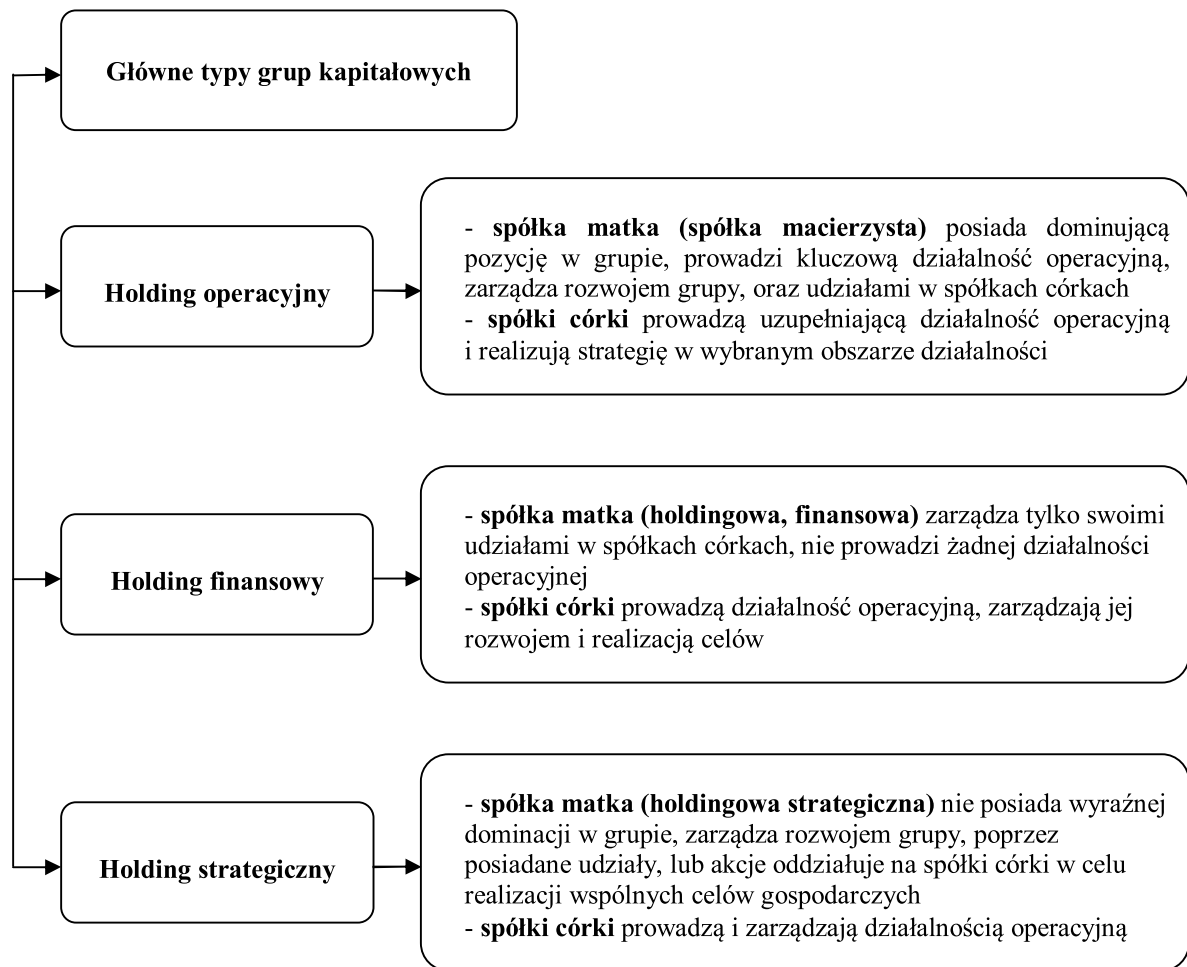 Główne typy grup kapitałowych
Holding operacyjny
- spółka matka (spółka macierzysta) posiada dominującą
pozycję w grupie, prowadzi kluczową działalność operacyjną,
zarządza rozwojem grupy, oraz udziałami w spółkach córkach
- spółki córki prowadzą uzupełniającą działalność operacyjną
i realizują strategię w wybranym obszarze działalności
Holding finansowy
- spółka matka (holdingowa, finansowa) zarządza tylko swoimi
udziałami w spółkach córkach, nie prowadzi żadnej działalności
operacyjnej
- spółki córki prowadzą działalność operacyjną, zarządzają jej
rozwojem i realizacją celów
Holding strategiczny
- spółka matka (holdingowa strategiczna) nie posiada wyraźnej
dominacji w grupie, zarządza rozwojem grupy, poprzez
posiadane udziały, lub akcje oddziałuje na spółki córki w celu
realizacji wspólnych celów gospodarczych
- spółki córki prowadzą i zarządzają działalnością operacyjną